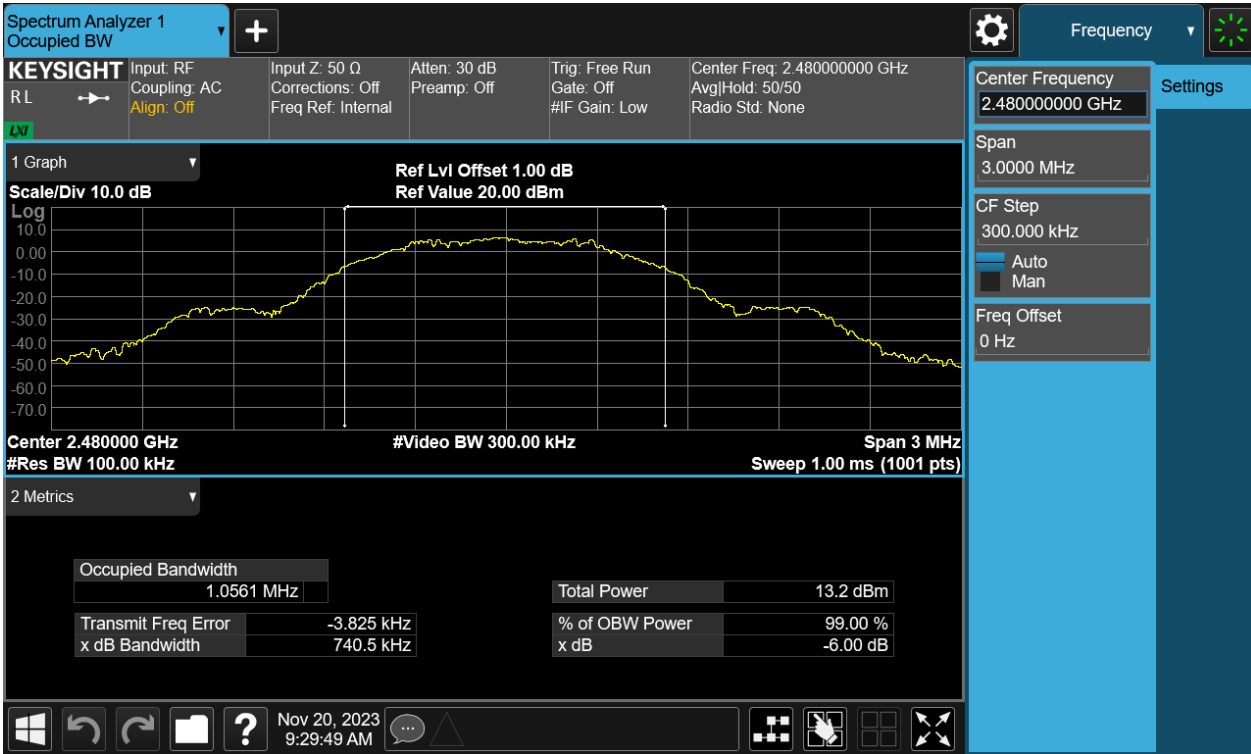 Spectrum Analyzer 1
Occupied BW
+
Frequency
KEYSIGHT
R L
LXI
Input: RF
Coupling: AC
Align: Off
Input Z: 50 Ω
Corrections: Off
Freq Ref: Internal
Atten: 30 dB
Preamp: Off
Trig: Free Run
Gate: Off
#IF Gain: Low
Center Freq: 2.480000000 GHz
Avg|Hold: 50/50
Radio Std: None
Center Frequency
2.480000000 GHz
Settings
Span
3.0000 MHz
CF Step
300.000 kHz
Auto
Man
Freq Offset
0 Hz
1 Graph
Scale/Div 10.0 dB
Ref Lvl Offset 1.00 dB
Ref Value 20.00 dBm
Log
10.0
0.00
-10.0
-20.0
-30.0
-40.0
-50.0
-60.0
-70.0
Center 2.480000 GHz
#Video BW 300.00 kHz
Span 3 MHz
#Res BW 100.00 kHz
Sweep 1.00 ms (1001 pts)
2 Metrics
Occupied Bandwidth
1.0561 MHz
Total Power 13.2 dBm
Transmit Freq Error -3.825 kHz
% of OBW Power 99.00 %
x dB Bandwidth 740.5 kHz
x dB -6.00 dB
?
Nov 20, 2023
9:29:49 AM